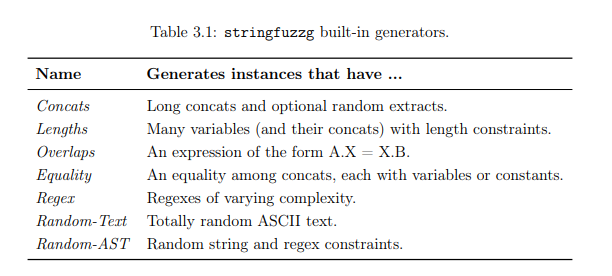 Table 3.1: stringfuzzg built-in generators.
Name Generates instances that have ...
Concats Long concats and optional random extracts.
Lengths Many variables (and their concats) with length constraints.
Overlaps An expression of the form A.X = X.B.
Equality An equality among concats, each with variables or constants.
Regex Regexes of varying complexity.
Random-Text Totally random ASCII text.
Random-AST Random string and regex constraints.